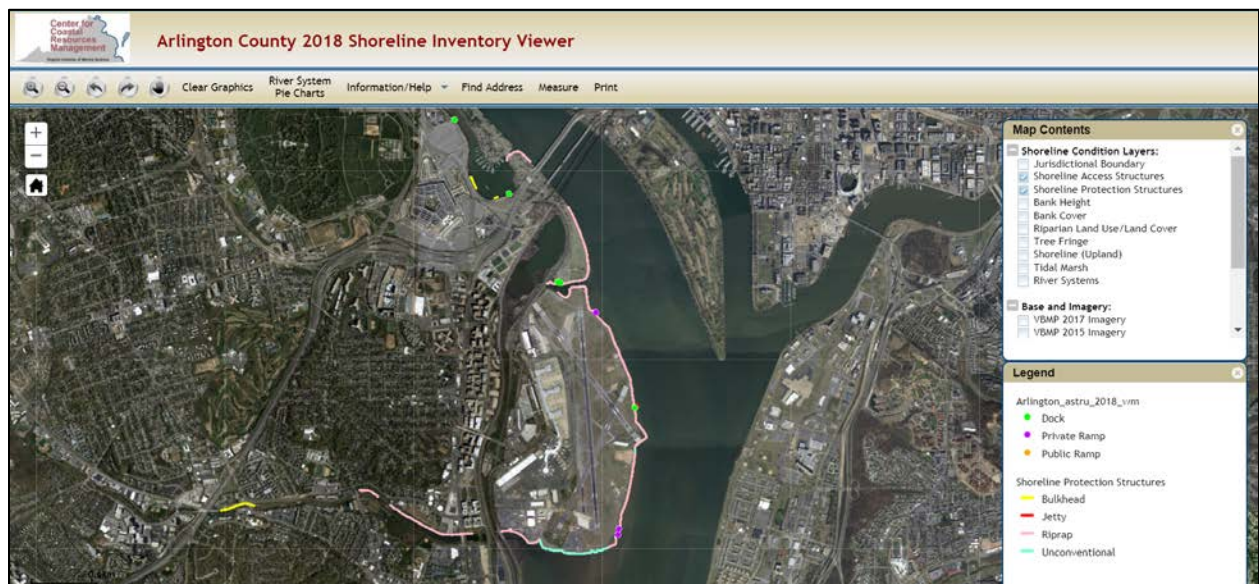 Center for
Coastal
Resources
Management
Arlington County 2018 Shoreline Inventory Viewer
Clear Graphics
River System
Pie Charts
Information/Help
Find Address
Measure
Print
+
−
Map Contents
Shoreline Condition Layers:
Jurisdictional Boundary
Shoreline Access Structures
Shoreline Protection Structures
Bank Height
Bank Cover
Riparian Land Use/Land Cover
Tree Fringe
Shoreline (Upland)
Tidal Marsh
River Systems
Base and Imagery:
VBMP 2017 Imagery
VBMP 2015 Imagery
Legend
Arlington_astru_2018_wm
Dock
Private Ramp
Public Ramp
Shoreline Protection Structures
Bulkhead
Jetty
Riprap
Unconventional